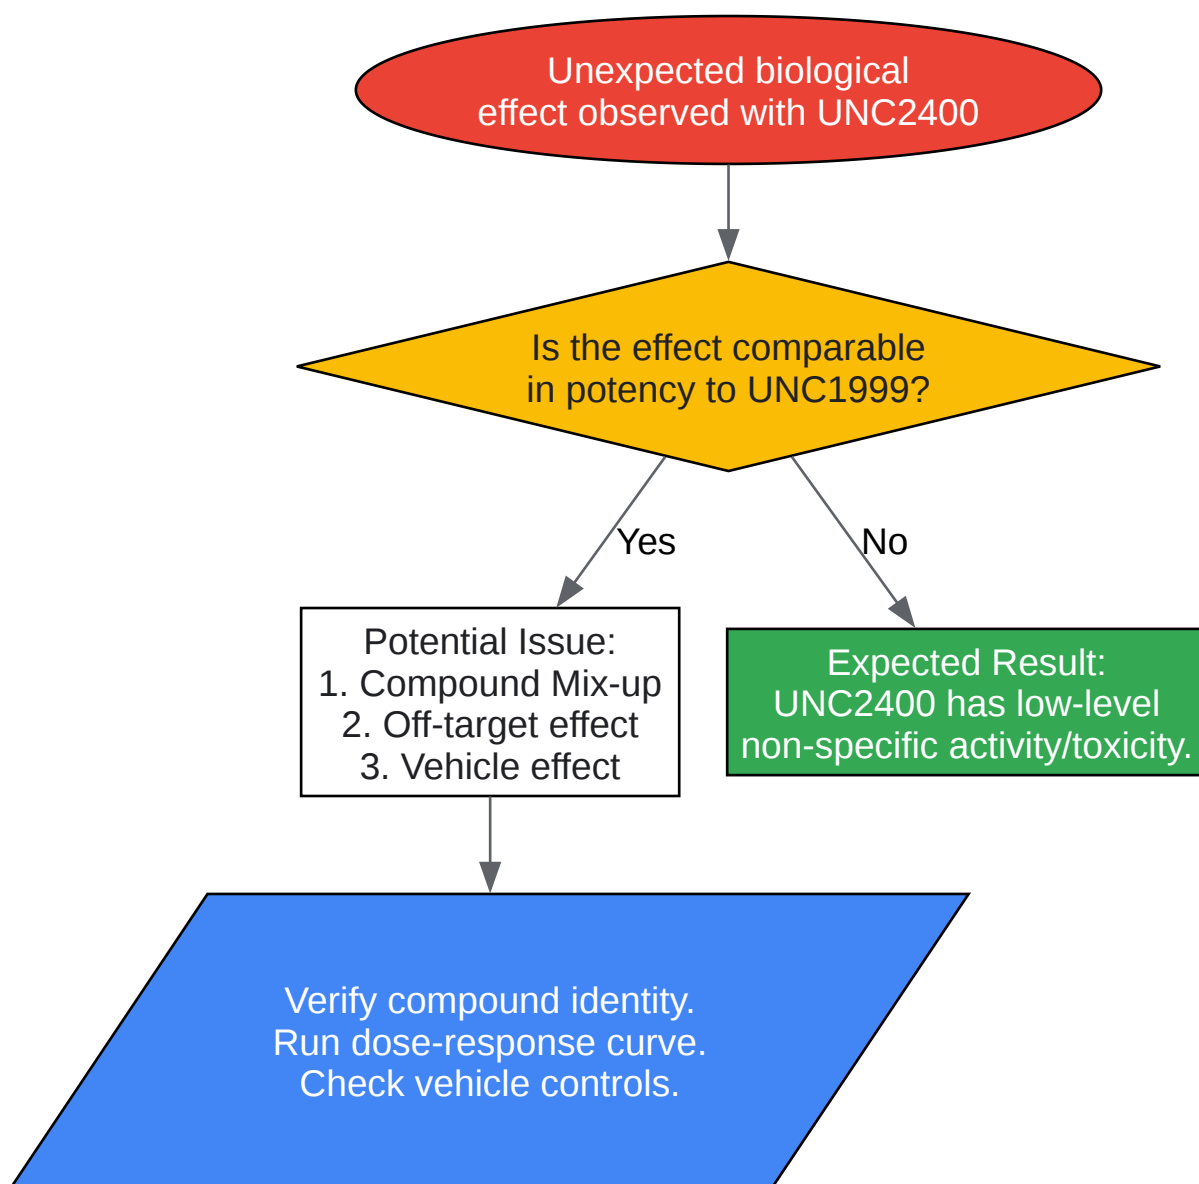 Unexpected biological
effect observed with UNC2400
Is the effect comparable
in potency to UNC1999?
Yes
No
Potential Issue:
1. Compound Mix-up
2. Off-target effect
3. Vehicle effect
Expected Result:
UNC2400 has low-level
non-specific activity/toxicity.
Verify compound identity.
Run dose-response curve.
Check vehicle controls.